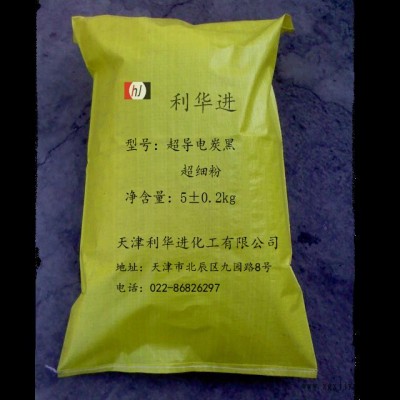 hj
利华进
型号：超导电炭黑
超细粉
净含量：5±0.2kg
天津利华进化工有限公司
地址：天津市北辰区九园路8号
电话：022-86826297